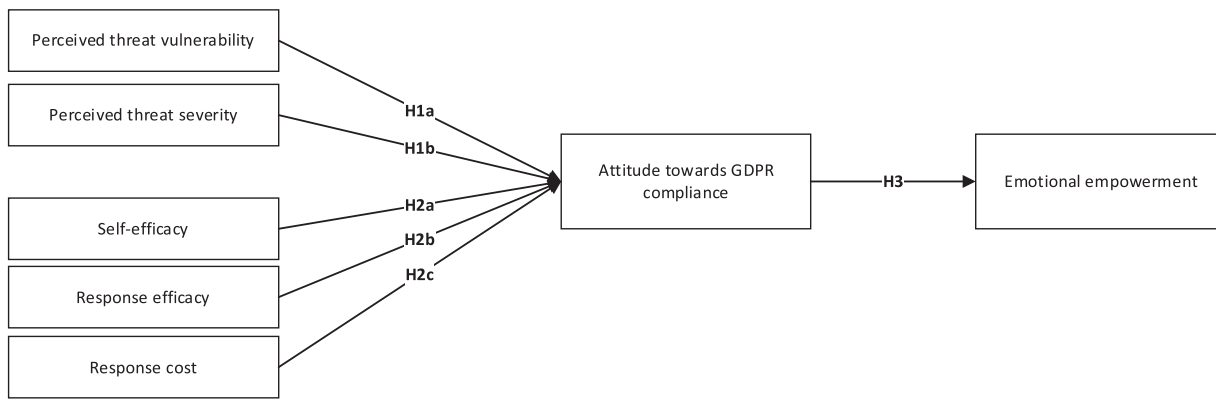 Perceived threat vulnerability
Perceived threat severity
Self-efficacy
Response efficacy
Response cost
H1a
H1b
H2a
H2b
H2c
Attitude towards GDPR
compliance
H3
Emotional empowerment